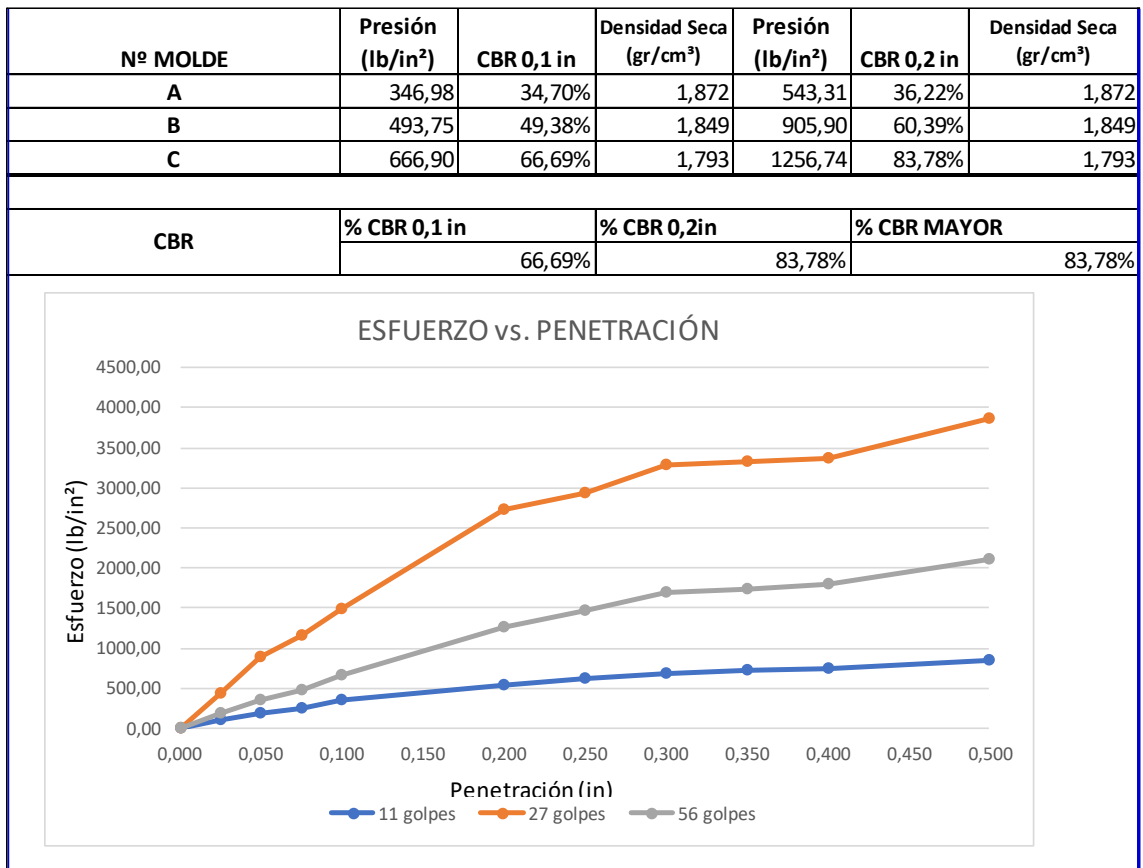 Nº MOLDE Presión (lb/in²) CBR 0,1 in Densidad Seca (gr/cm³) Presión (lb/in²) CBR 0,2 in Densidad Seca (gr/cm³)
A 346,98 34,70% 1,872 543,31 36,22% 1,872
B 493,75 49,38% 1,849 905,90 60,39% 1,849
C 666,90 66,69% 1,793 1256,74 83,78% 1,793
CBR % CBR 0,1 in % CBR 0,2in % CBR MAYOR
66,69% 83,78% 83,78%
ESFUERZO vs. PENETRACIÓN
Esfuerzo (lb/in²)
4500,00
4000,00
3500,00
3000,00
2500,00
2000,00
1500,00
1000,00
500,00
0,00
0,000 0,050 0,100 0,150 0,200 0,250 0,300 0,350 0,400 0,450 0,500
Penetración (in)
11 golpes 27 golpes 56 golpes